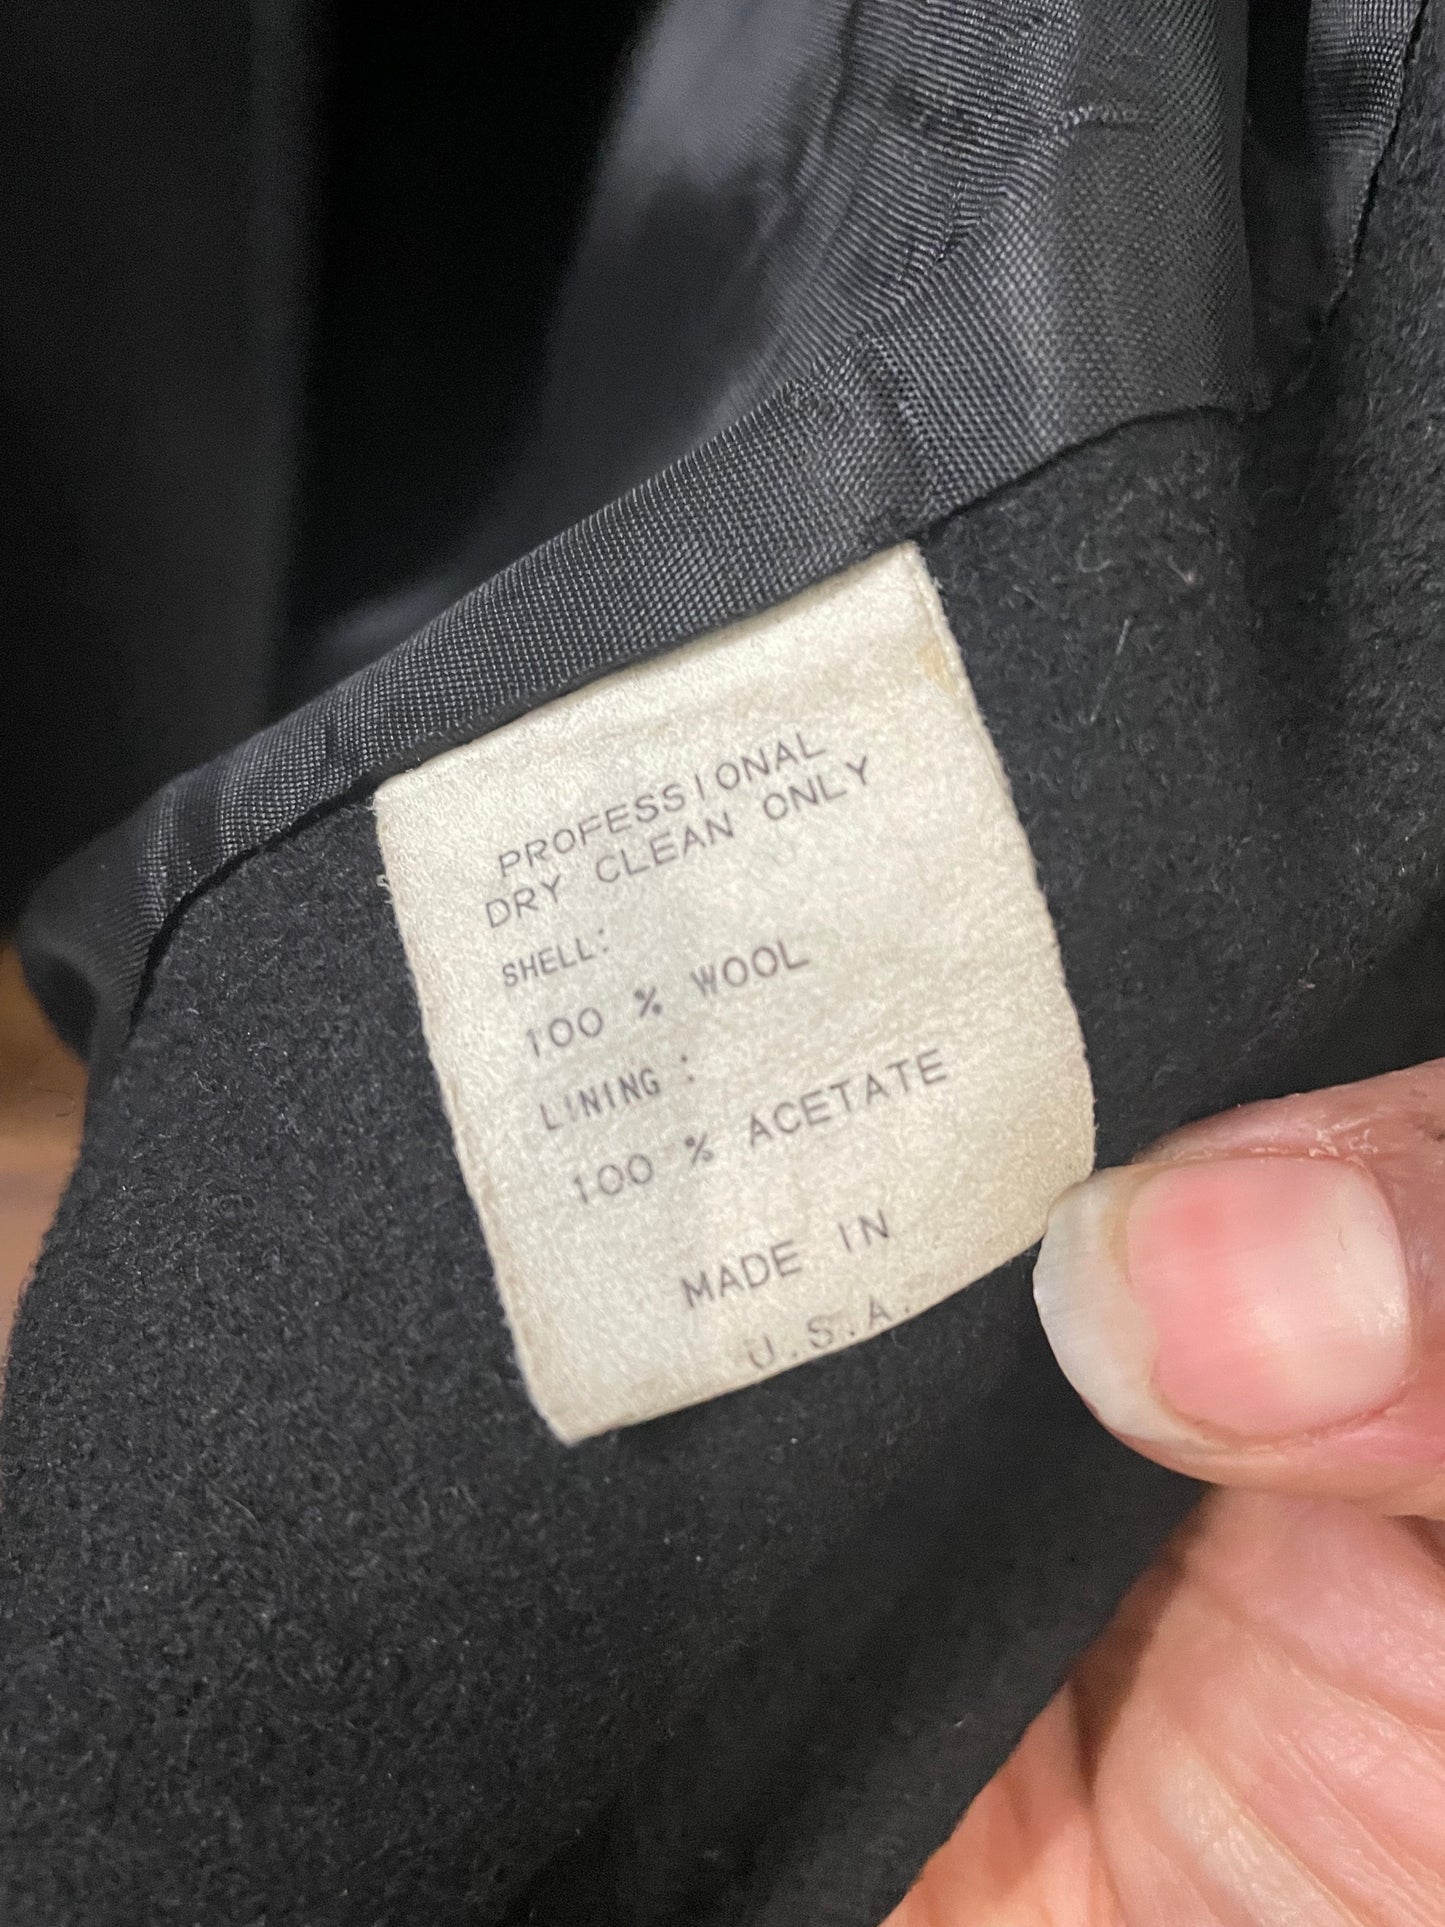 PROFESSIONAL
DRY CLEAN ONLY
SHELL:
100 % WOOL
LINING :
100 % ACETATE
MADE IN
U.S.A.